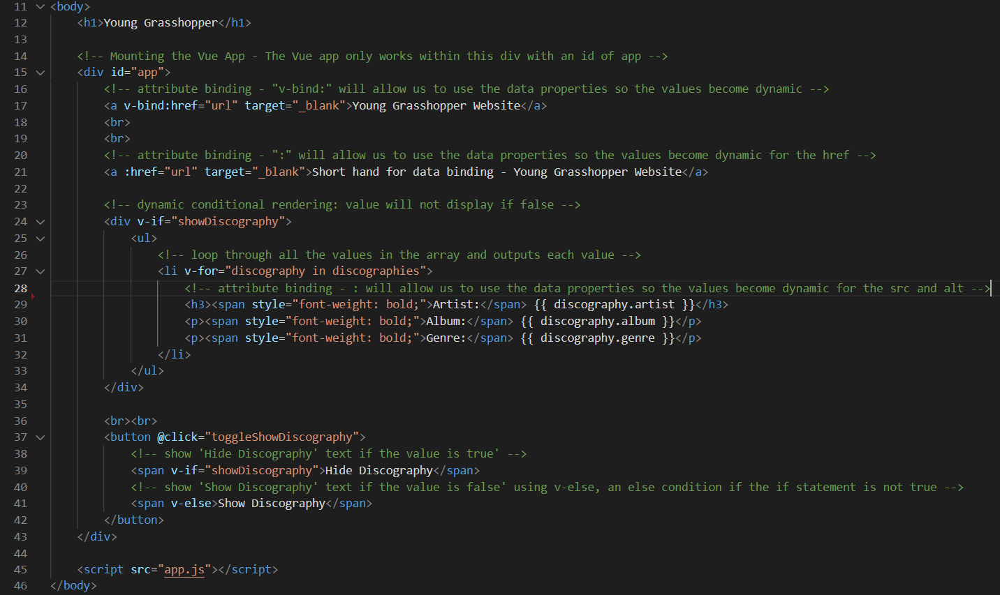 11 <body>
12 <h1>Young Grasshopper</h1>
13
14 <!-- Mounting the Vue App - The Vue app only works within this div with an id of app -->
15 <div id="app">
16 <!-- attribute binding - "v-bind:" will allow us to use the data properties so the values become dynamic -->
17 <a v-bind:href="url" target="_blank">Young Grasshopper Website</a>
18 <br>
19 <br>
20 <!-- attribute binding - ":" will allow us to use the data properties so the values become dynamic for the href -->
21 <a :href="url" target="_blank">Short hand for data binding - Young Grasshopper Website</a>
22
23 <!-- dynamic conditional rendering: value will not display if false -->
24 <div v-if="showDiscography">
25 <ul>
26 <!-- loop through all the values in the array and outputs each value -->
27 <li v-for="discography in discographies">
28 <!-- attribute binding - : will allow us to use the data properties so the values become dynamic for the src and alt -->
29 <h3><span style="font-weight: bold;">Artist:</span> {{ discography.artist }}</h3>
30 <p><span style="font-weight: bold;">Album:</span> {{ discography.album }}</p>
31 <p><span style="font-weight: bold;">Genre:</span> {{ discography.genre }}</p>
32 </li>
33 </ul>
34 </div>
35
36 <br><br>
37 <button @click="toggleShowDiscography">
38 <!-- show 'Hide Discography' text if the value is true' -->
39 <span v-if="showDiscography">Hide Discography</span>
40 <!-- show 'Show Discography' text if the value is false' using v-else, an else condition if the if statement is not true -->
41 <span v-else>Show Discography</span>
42 </button>
43 </div>
44
45 <script src="app.js"></script>
46 </body>